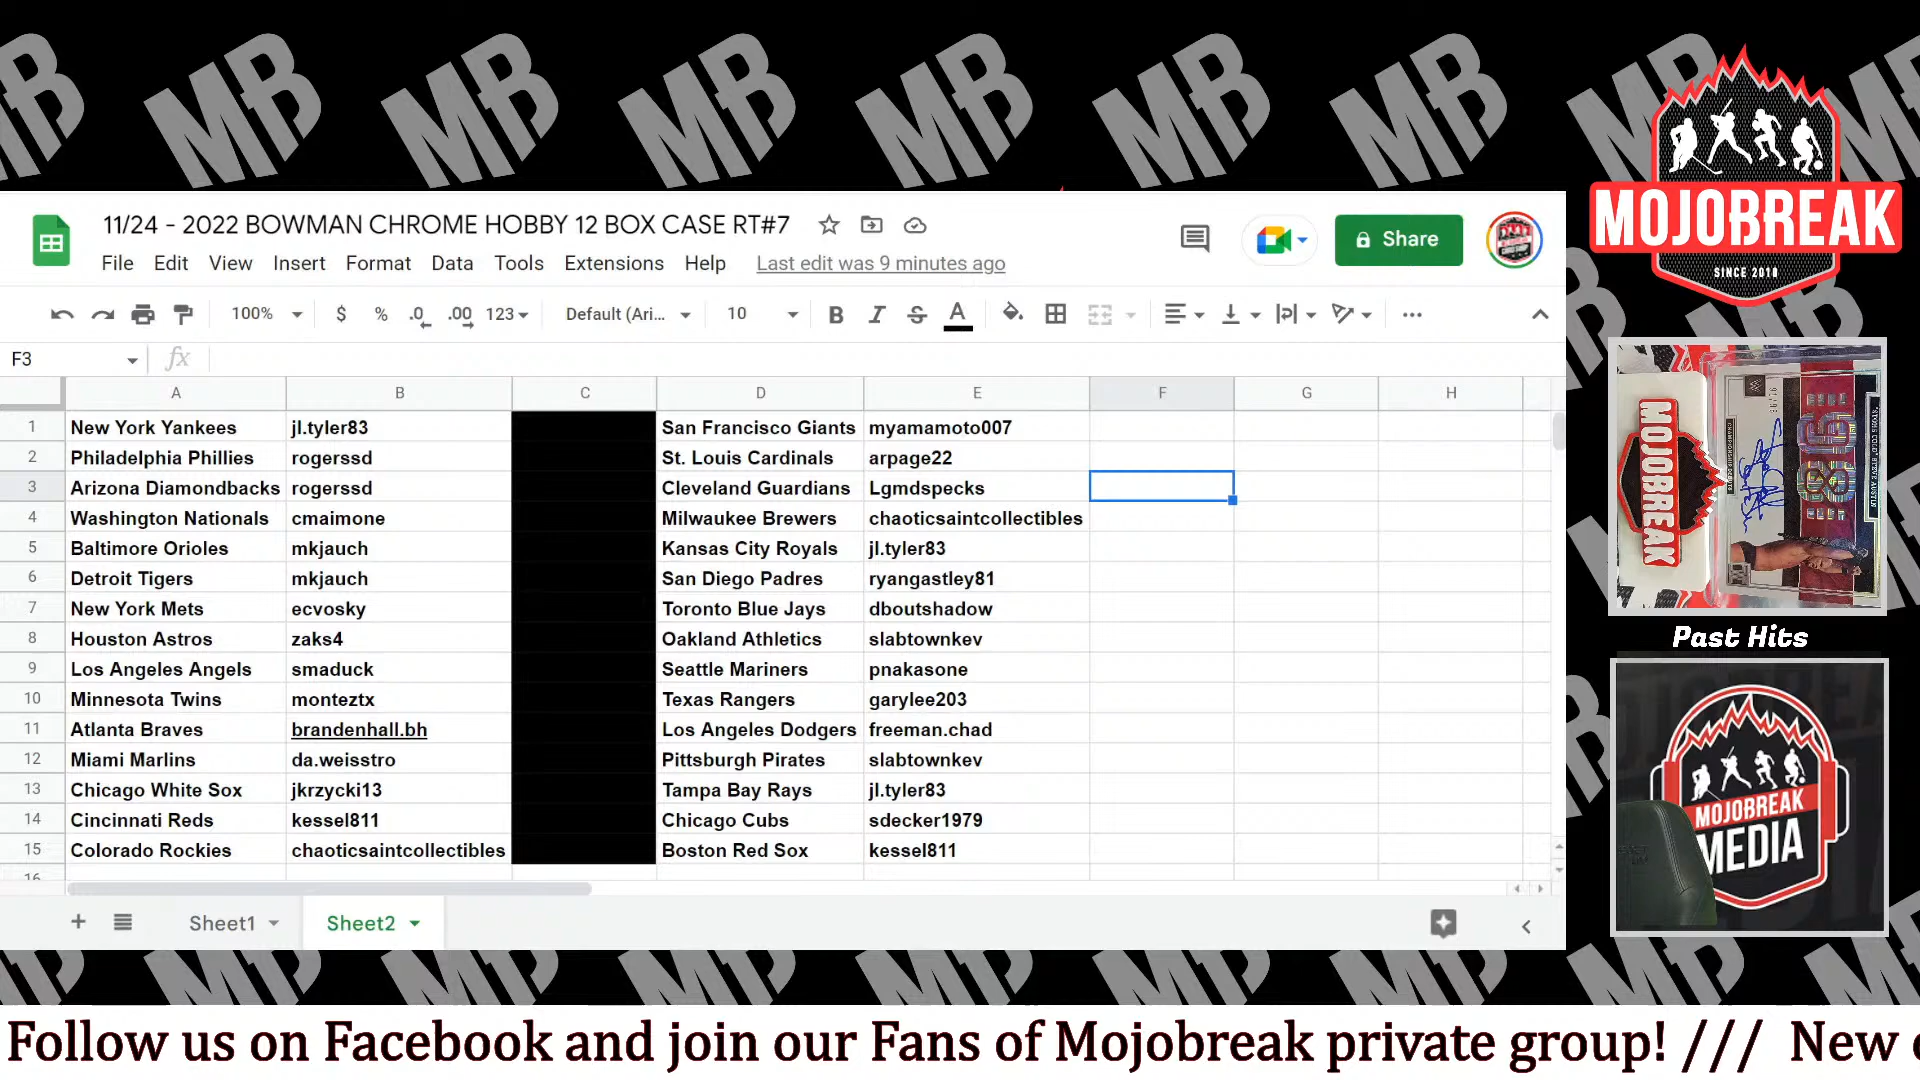 11/24 - 2022 BOWMAN CHROME HOBBY 12 BOX CASE RT#7
File Edit View Insert Format Data Tools Extensions Help Last edit was 9 minutes ago
Share
100% $ % .0 .00 123 Default (Ari... 10 B I S A
F3 fx
A B C D E F G H
1 New York Yankees jl.tyler83 San Francisco Giants myamamoto007
2 Philadelphia Phillies rogerssd St. Louis Cardinals arpage22
3 Arizona Diamondbacks rogerssd Cleveland Guardians Lgmdspecks
4 Washington Nationals cmaimone Milwaukee Brewers chaoticsaintcollectibles
5 Baltimore Orioles mkjauch Kansas City Royals jl.tyler83
6 Detroit Tigers mkjauch San Diego Padres ryangastley81
7 New York Mets ecvosky Toronto Blue Jays dboutshadow
8 Houston Astros zaks4 Oakland Athletics slabtownkev
9 Los Angeles Angels smaduck Seattle Mariners pnakasone
10 Minnesota Twins monteztx Texas Rangers garylee203
11 Atlanta Braves brandenhall.bh Los Angeles Dodgers freeman.chad
12 Miami Marlins da.weisstro Pittsburgh Pirates slabtownkev
13 Chicago White Sox jkrzycki13 Tampa Bay Rays jl.tyler83
14 Cincinnati Reds kessel811 Chicago Cubs sdecker1979
15 Colorado Rockies chaoticsaintcollectibles Boston Red Sox kessel811
16
Sheet1 Sheet2
MOJOBREAK
SINCE 2010
MOJOBREAK
Past Hits
MOJOBREAK
MEDIA
Follow us on Facebook and join our Fans of Mojobreak private group! /// New